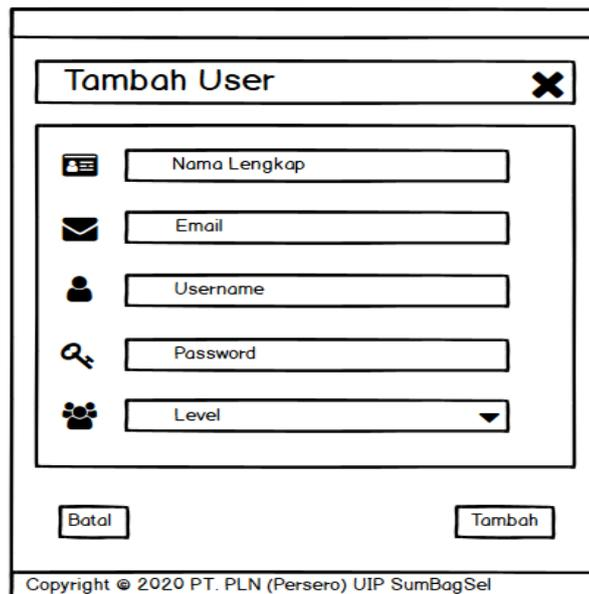 Tambah User
Nama Lengkap
Email
Username
Password
Level
Batal
Tambah
Copyright © 2020 PT. PLN (Persero) UIP SumBagSel